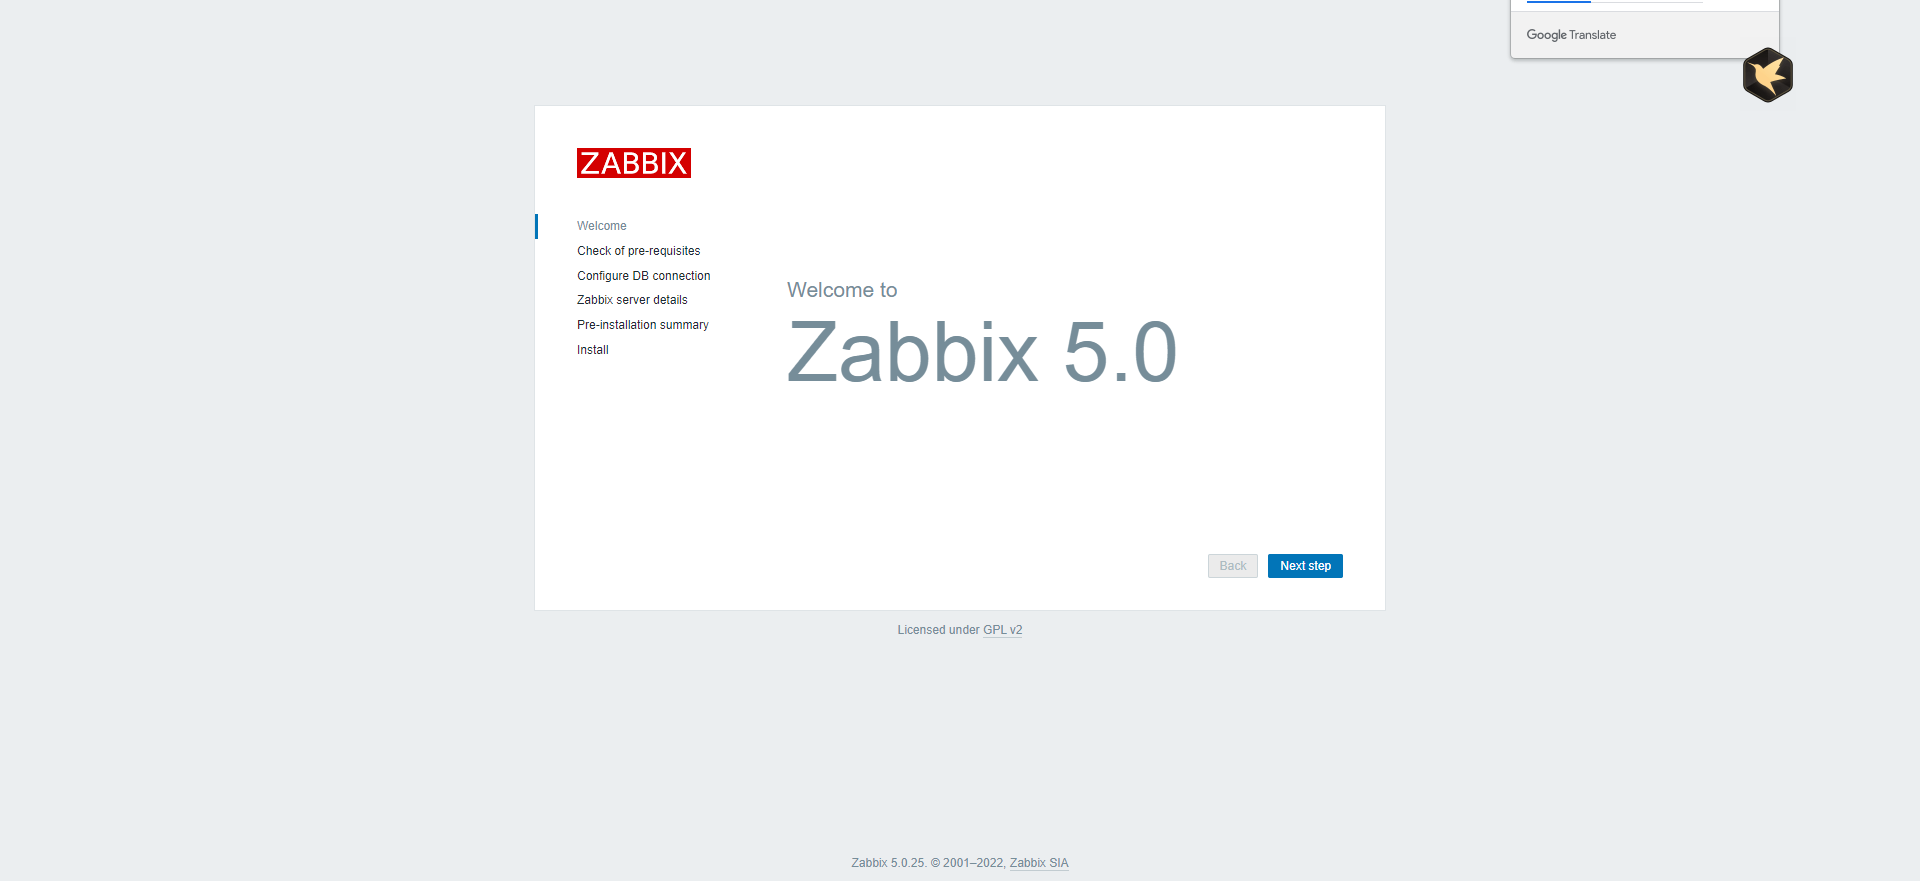 Google Translate
ZABBIX
Welcome
Check of pre-requisites
Configure DB connection
Zabbix server details
Pre-installation summary
Install
Welcome to
Zabbix 5.0
Back
Next step
Licensed under GPL v2
Zabbix 5.0.25. © 2001–2022, Zabbix SIA